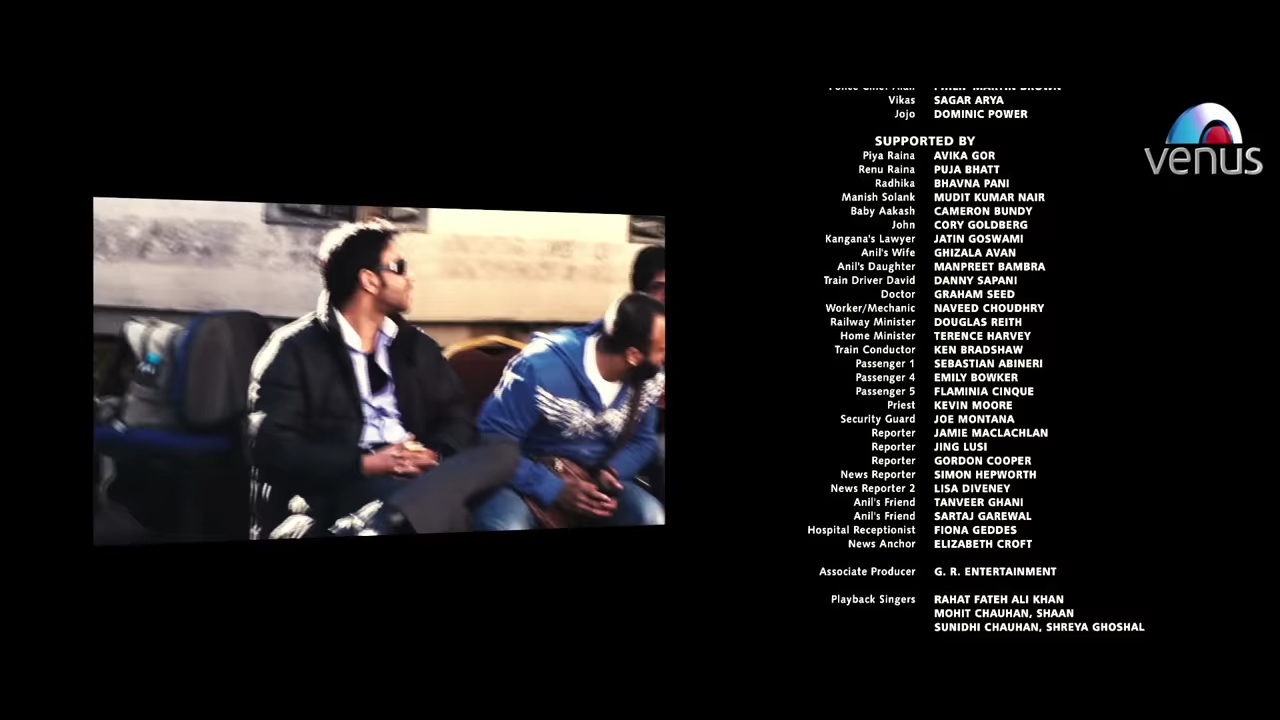 Vikas SAGAR ARYA
Jojo DOMINIC POWER
SUPPORTED BY
Piya Raina AVIKA GOR
Renu Raina PUJA BHATT
Radhika BHAVNA PANI
Manish Solank MUDIT KUMAR NAIR
Baby Aakash CAMERON BUNDY
John CORY GOLDBERG
Kangana's Lawyer JATIN GOSWAMI
Anil's Wife GHIZALA AVAN
Anil's Daughter MANPREET BAMBRA
Train Driver David DANNY SAPANI
Doctor GRAHAM SEED
Worker/Mechanic NAVEED CHOUDHRY
Railway Minister DOUGLAS REITH
Home Minister TERENCE HARVEY
Train Conductor KEN BRADSHAW
Passenger 1 SEBASTIAN ABINERI
Passenger 4 EMILY BOWKER
Passenger 5 FLAMINIA CINQUE
Priest KEVIN MOORE
Security Guard JOE MONTANA
Reporter JAMIE MACLACHLAN
Reporter JING LUSI
Reporter GORDON COOPER
News Reporter SIMON HEPWORTH
News Reporter 2 LISA DIVENEY
Anil's Friend TANVEER GHANI
Anil's Friend SARTAJ GAREWAL
Hospital Receptionist FIONA GEDDES
News Anchor ELIZABETH CROFT
Associate Producer G. R. ENTERTAINMENT
Playback Singers RAHAT FATEH ALI KHAN
MOHIT CHAUHAN, SHAAN
SUNIDHI CHAUHAN, SHREYA GHOSHAL
venus